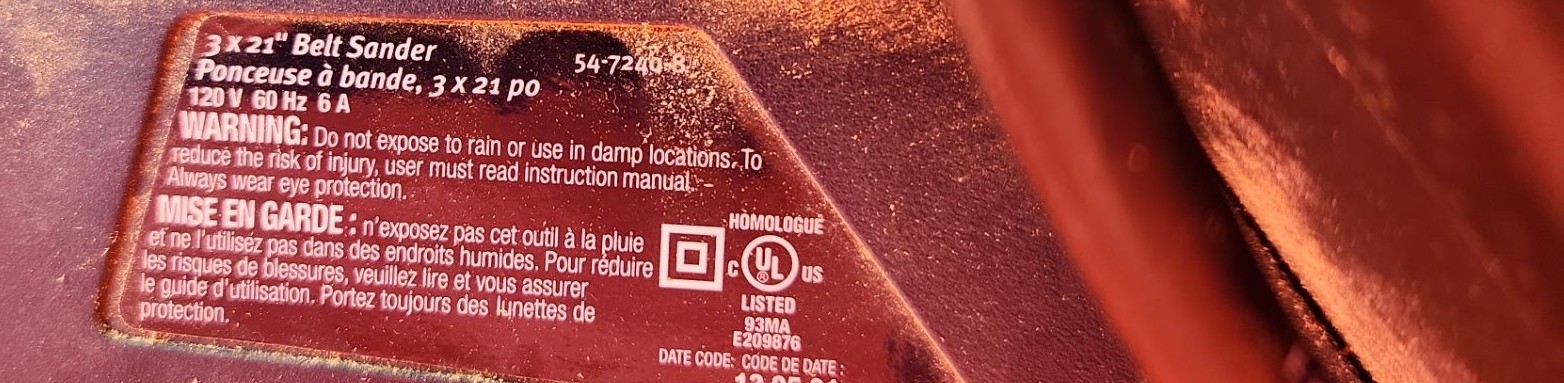 3 x 21" Belt Sander
54-7240-8
Ponceuse à bande, 3 x 21 po
120 V 60 Hz 6 A
WARNING: Do not expose to rain or use in damp locations. To
reduce the risk of injury, user must read instruction manual.
Always wear eye protection.
MISE EN GARDE : n'exposez pas cet outil à la pluie
et ne l'utilisez pas dans des endroits humides. Pour réduire
les risques de blessures, veuillez lire et vous assurer
le guide d'utilisation. Portez toujours des lunettes de
protection.
HOMOLOGUÉ
C UL ® US
LISTED
93MA
E209876
DATE CODE: CODE DE DATE :